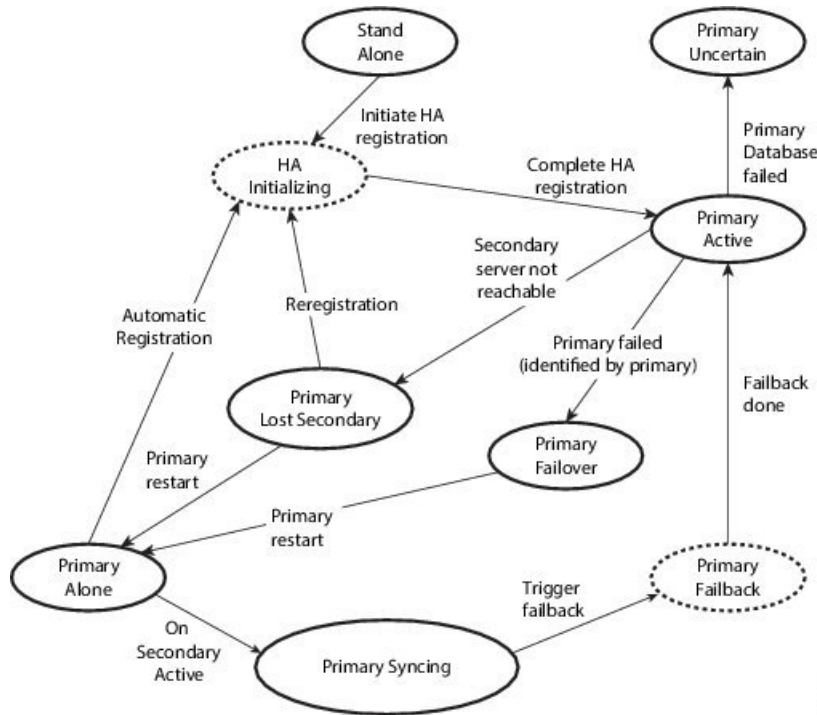 Stand
Alone
Primary
Uncertain
Initiate HA
registration
Primary
Database
failed
HA
Initializing
Complete HA
registration
Primary
Active
Secondary
server not
reachable
Automatic
Registration
Reregistration
Primary failed
(identified by primary)
Failback
done
Primary
Lost Secondary
Primary
Failover
Primary
restart
Primary
restart
Primary
Alone
Primary
Failback
Trigger
failback
On
Secondary
Active
Primary Syncing